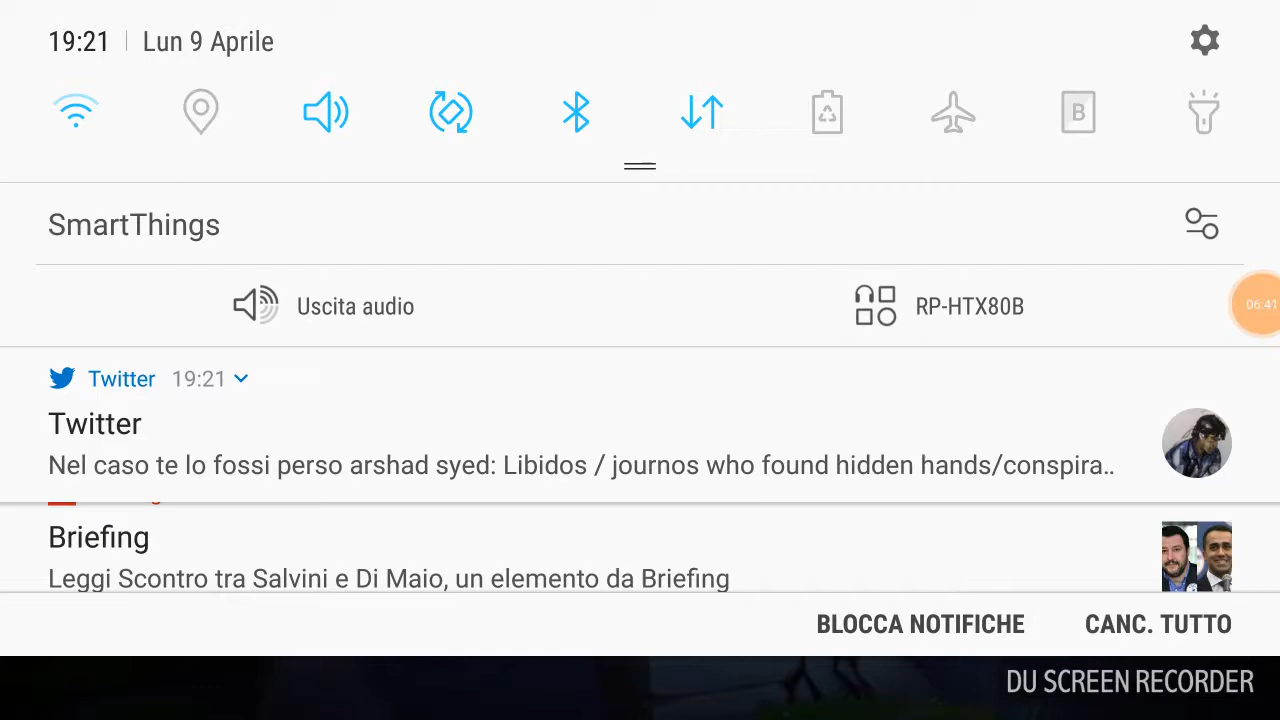 19:21 | Lun 9 Aprile
B
SmartThings
Uscita audio
RP-HTX80B
06:41
Twitter 19:21
Twitter
Nel caso te lo fossi perso arshad syed: Libidos / journos who found hidden hands/conspira..
Briefing
Leggi Scontro tra Salvini e Di Maio, un elemento da Briefing
BLOCCA NOTIFICHE
CANC. TUTTO
DU SCREEN RECORDER